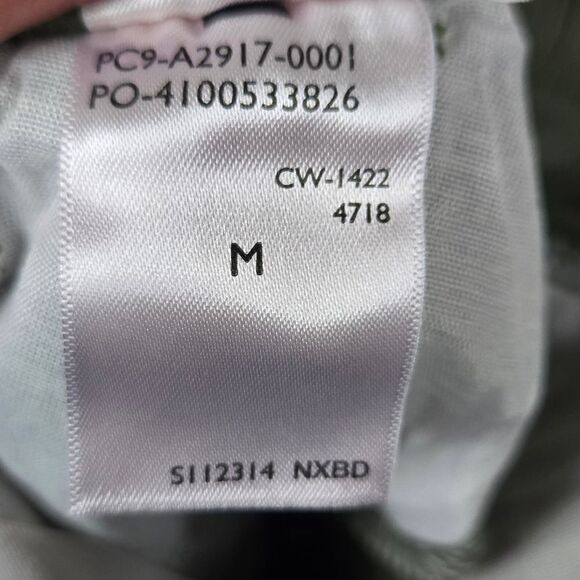 PC9-A2917-0001
PO-4100533826
CW-1422
4718
M
S112314 NXBD